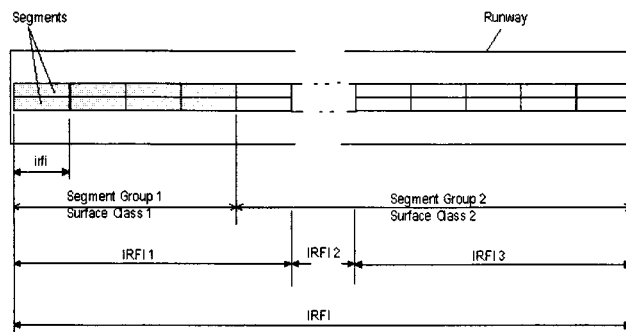 Segments
Runway
irfi
Segment Group 1
Surface Class 1
Segment Group 2
Surface Class 2
IRFI 1
IRFI 2
IRFI 3
IRFI